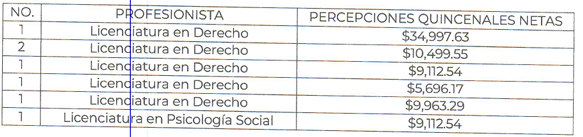 NO. PROFESIONISTA PERCEPCIONES QUINCENALES NETAS
1 Licenciatura en Derecho $34,997.63
2 Licenciatura en Derecho $10,499.55
1 Licenciatura en Derecho $9,112.54
1 Licenciatura en Derecho $5,696.17
1 Licenciatura en Derecho $9,963.29
1 Licenciatura en Psicología Social $9,112.54